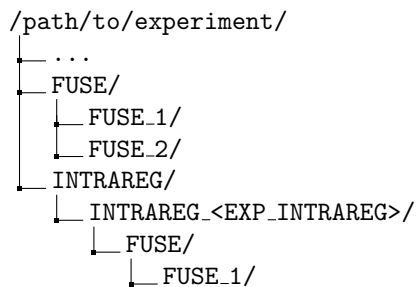 /path/to/experiment/
...
FUSE/
FUSE_1/
FUSE_2/
INTRAREG/
INTRAREG_<EXP_INTRAREG>/
FUSE/
FUSE_1/